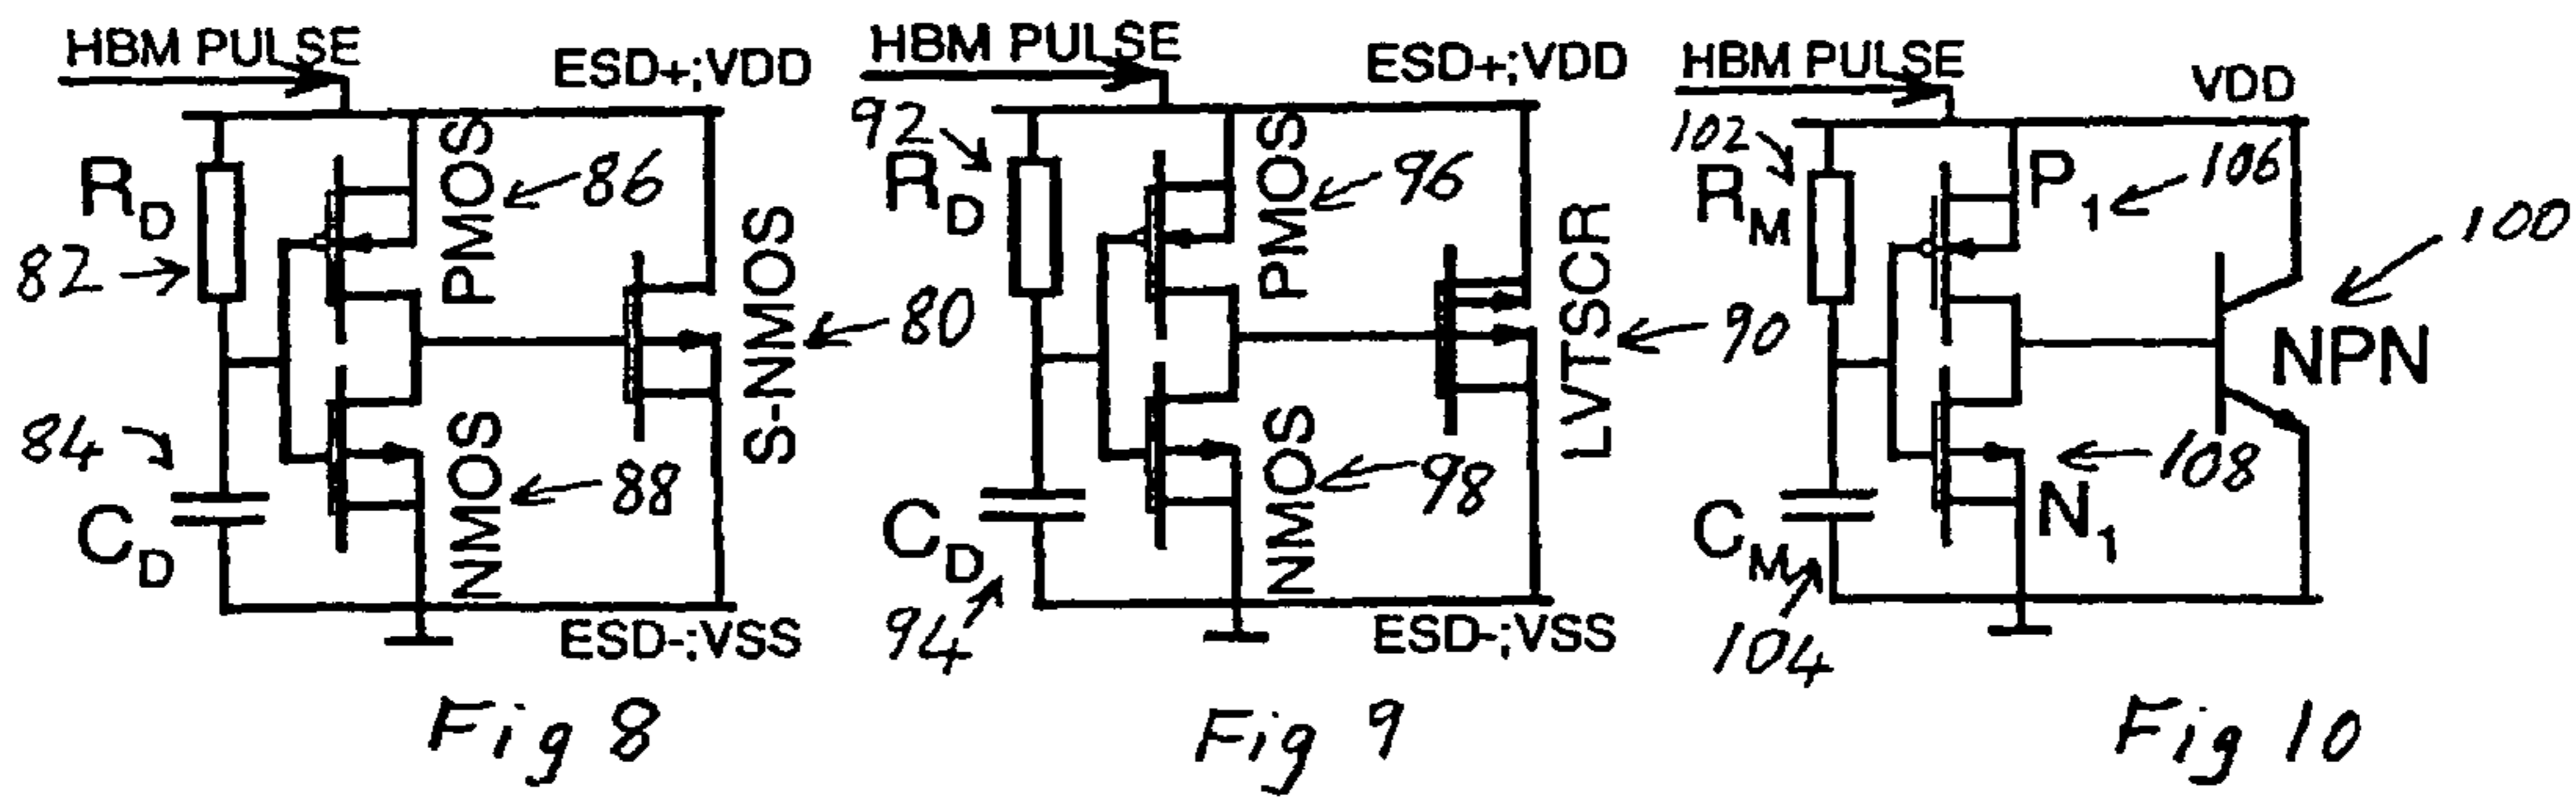 HBM PULSE
ESD+;VDD
RD
82
84
CD
PMOS
86
NMOS
88
S-NMOS
80
ESD-;VSS
Fig 8
HBM PULSE
ESD+;VDD
92
RD
CD
94
PMOS
96
NMOS
98
LVTSCR
90
ESD-;VSS
Fig 9
HBM PULSE
VDD
102
RM
CM
104
P1
106
N1
108
NPN
100
Fig 10